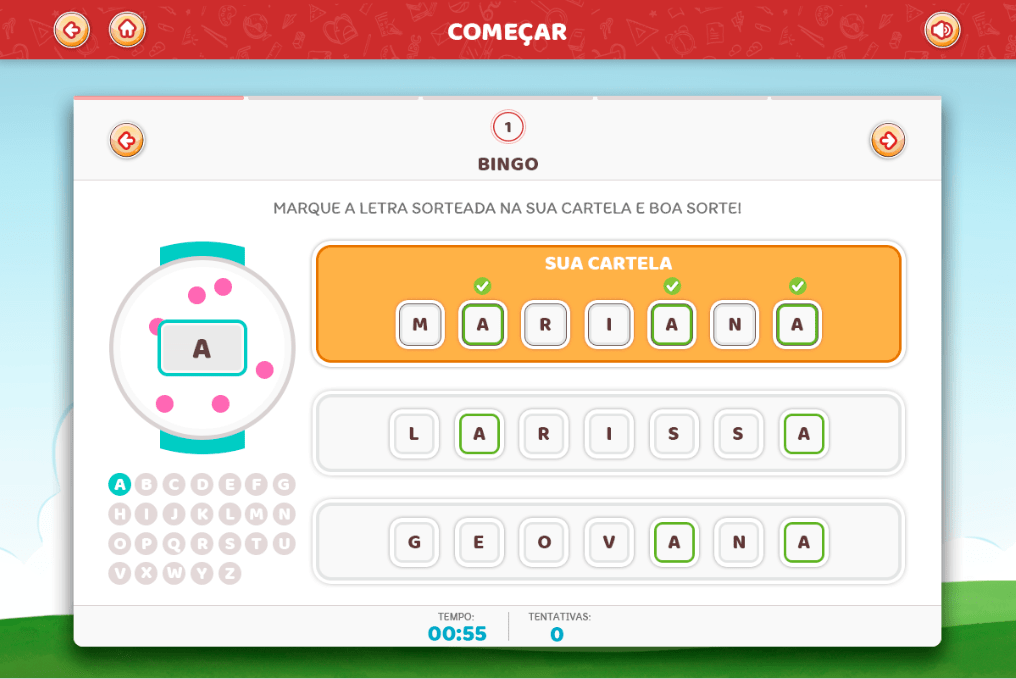 COMEÇAR
1
BINGO
MARQUE A LETRA SORTEADA NA SUA CARTELA E BOA SORTE!
A
SUA CARTELA
M A R I A N A
L A R I S S A
G E O V A N A
A B C D E F G
H I J K L M N
O P Q R S T U
V X W Y Z
TEMPO: TENTATIVAS:
00:55 0